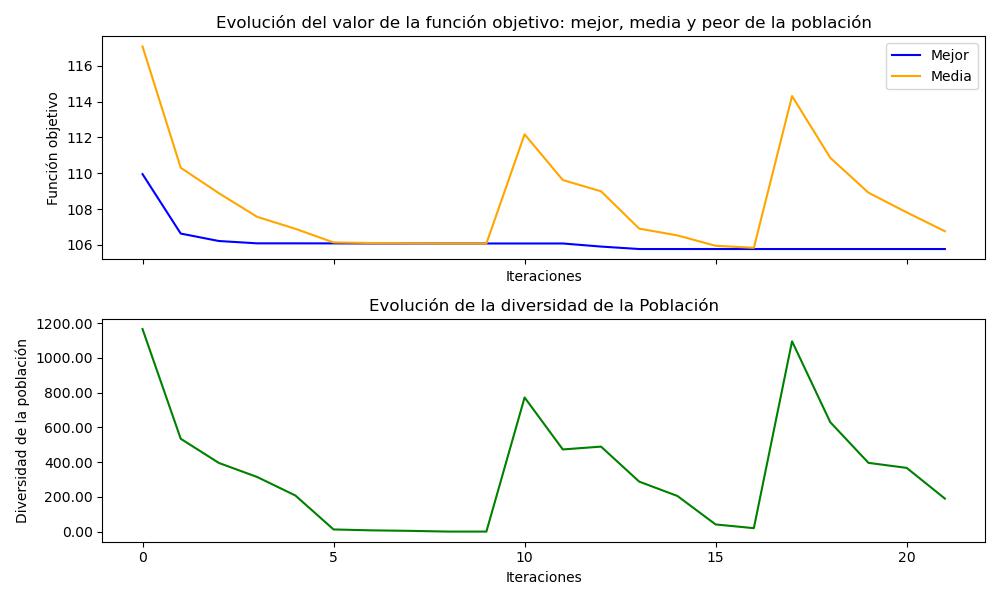 Evolución del valor de la función objetivo: mejor, media y peor de la población
Función objetivo
116
114
112
110
108
106
Mejor
Media
Iteraciones
Evolución de la diversidad de la Población
Diversidad de la población
1200.00
1000.00
800.00
600.00
400.00
200.00
0.00
0 5 10 15 20
Iteraciones